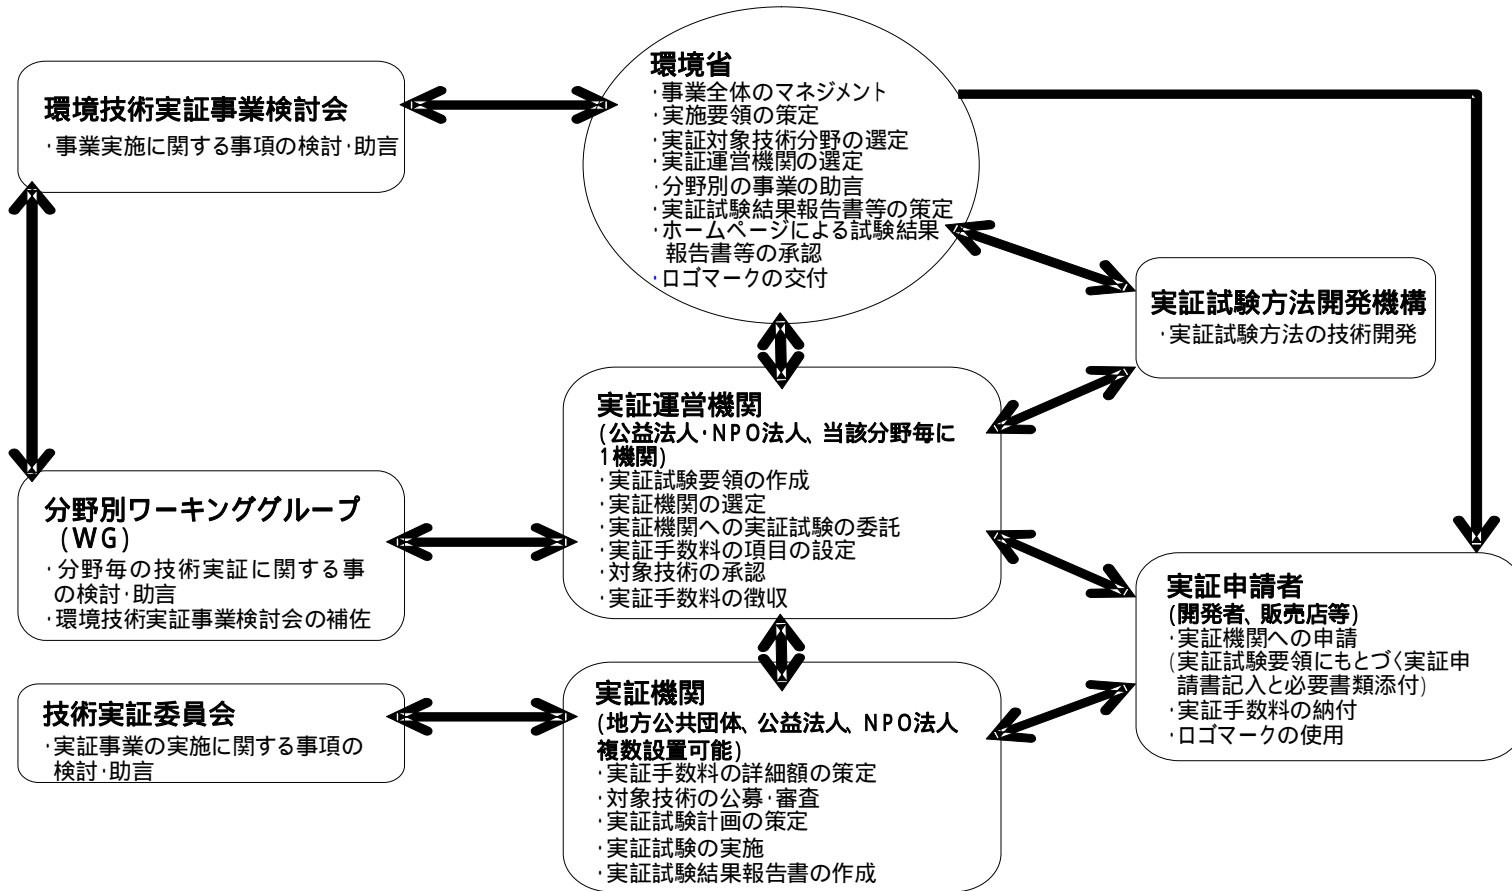 環境技術実証事業検討会
・事業実施に関する事項の検討・助言
環境省
・事業全体のマネジメント
・実施要領の策定
・実証対象技術分野の選定
・実証運営機関の選定
・分野別の事業の助言
・実証試験結果報告書等の策定
・ホームページによる試験結果
報告書等の承認
・ロゴマークの交付
実証試験方法開発機構
・実証試験方法の技術開発
実証運営機関
(公益法人・NPO法人、当該分野毎に
1機関)
・実証試験要領の作成
・実証機関の選定
・実証機関への実証試験の委託
・実証手数料の項目の設定
・対象技術の承認
・実証手数料の徴収
分野別ワーキンググループ
(WG)
・分野毎の技術実証に関する事
の検討・助言
・環境技術実証事業検討会の補佐
実証申請者
(開発者、販売店等)
・実証機関への申請
(実証試験要領にもとづく実証申
請書記入と必要書類添付)
・実証手数料の納付
・ロゴマークの使用
技術実証委員会
・実証事業の実施に関する事項の
検討・助言
実証機関
(地方公共団体、公益法人、NPO法人
複数設置可能)
・実証手数料の詳細額の策定
・対象技術の公募・審査
・実証試験計画の策定
・実証試験の実施
・実証試験結果報告書の作成